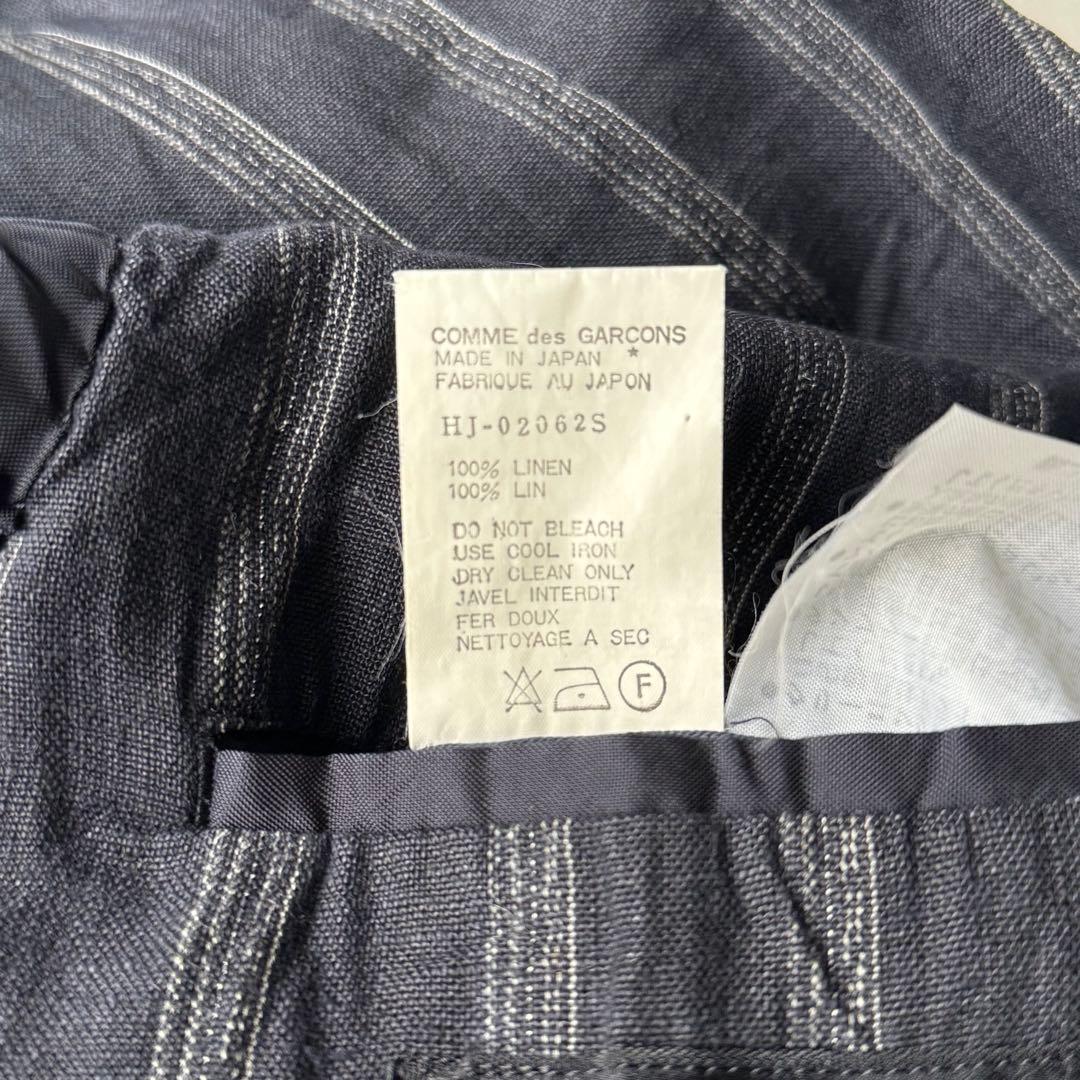 COMME des GARCONS
MADE IN JAPAN *
FABRIQUE AU JAPON
HJ-02062S
100% LINEN
100% LIN
DO NOT BLEACH
USE COOL IRON
DRY CLEAN ONLY
JAVEL INTERDIT
FER DOUX
NETTOYAGE A SEC
F